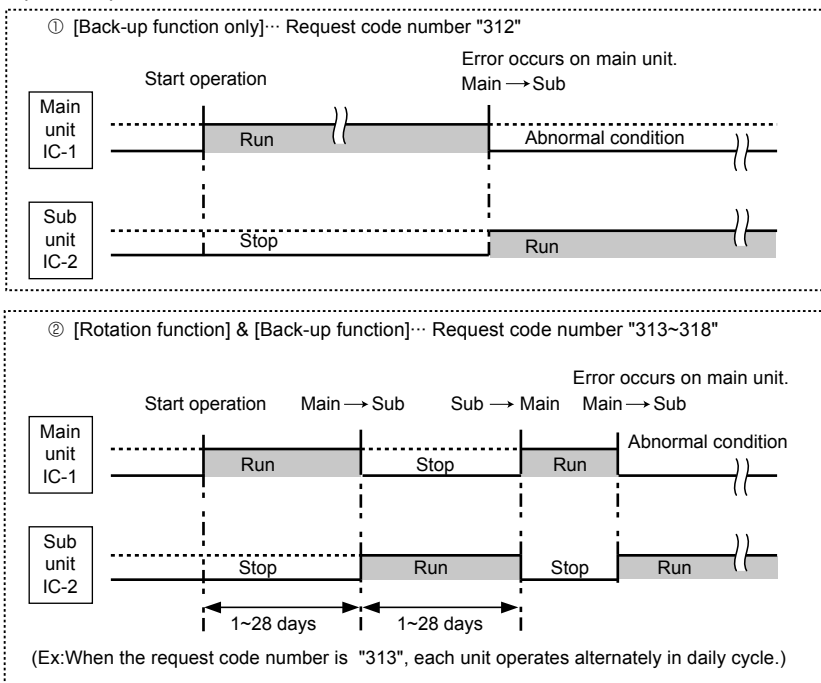 ① [Back-up function only]··· Request code number "312"
Error occurs on main unit.
Start operation
Main → Sub
Main
unit
IC-1
Run
Abnormal condition
Sub
unit
IC-2
Stop
Run
② [Rotation function] & [Back-up function]··· Request code number "313~318"
Error occurs on main unit.
Start operation
Main → Sub
Sub → Main
Main → Sub
Main
unit
IC-1
Run
Stop
Run
Abnormal condition
Sub
unit
IC-2
Stop
Run
Stop
Run
1~28 days
1~28 days
(Ex:When the request code number is "313", each unit operates alternately in daily cycle.)